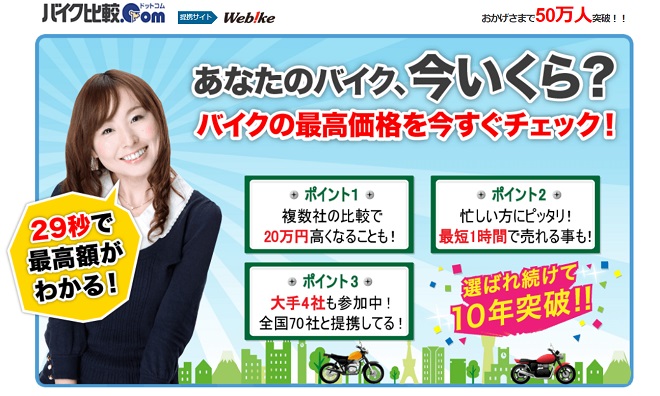 バイク比較.ドットコム Com
提携サイト Web!ke
おかげさまで50万人突破！！
あなたのバイク、今いくら？
バイクの最高価格を今すぐチェック！
29秒で
最高額が
わかる！
ポイント1
複数社の比較で
20万円高くなることも！
ポイント2
忙しい方にピッタリ！
最短1時間で売れる事も！
ポイント3
大手4社も参加中！
全国70社と提携してる！
選ばれ続けて
10年突破!!